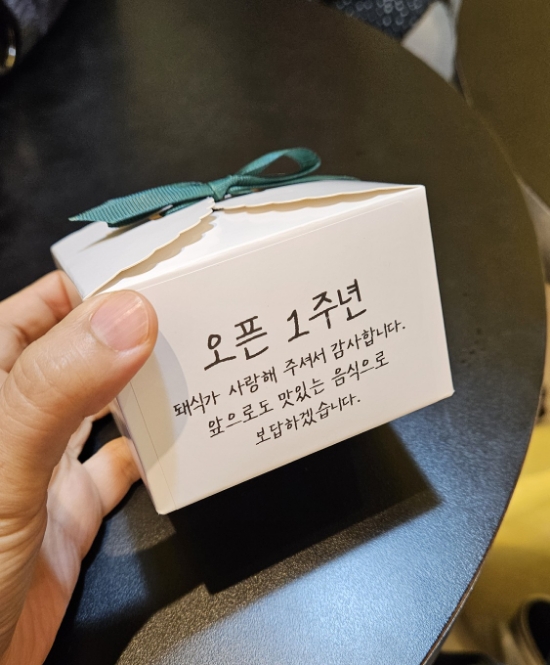 오픈 1주년
돼식가 사랑해 주셔서 감사합니다.
앞으로도 맛있는 음식으로
보답하겠습니다.